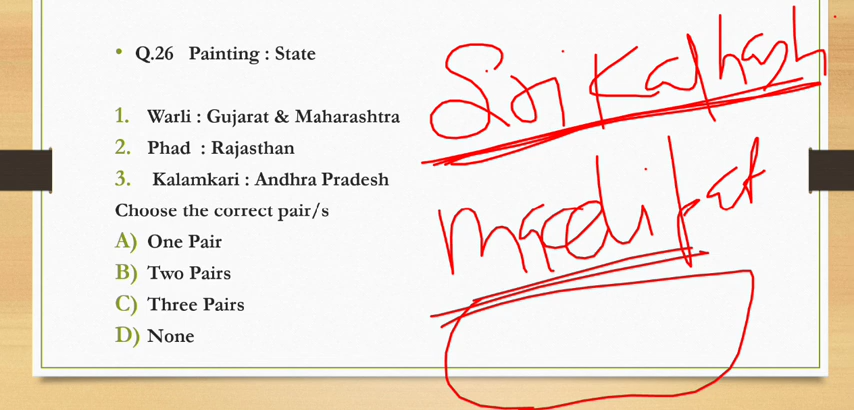 • Q.26 Painting : State
1. Warli : Gujarat & Maharashtra
2. Phad : Rajasthan
3. Kalamkari : Andhra Pradesh
Choose the correct pair/s
A) One Pair
B) Two Pairs
C) Three Pairs
D) None
Sri